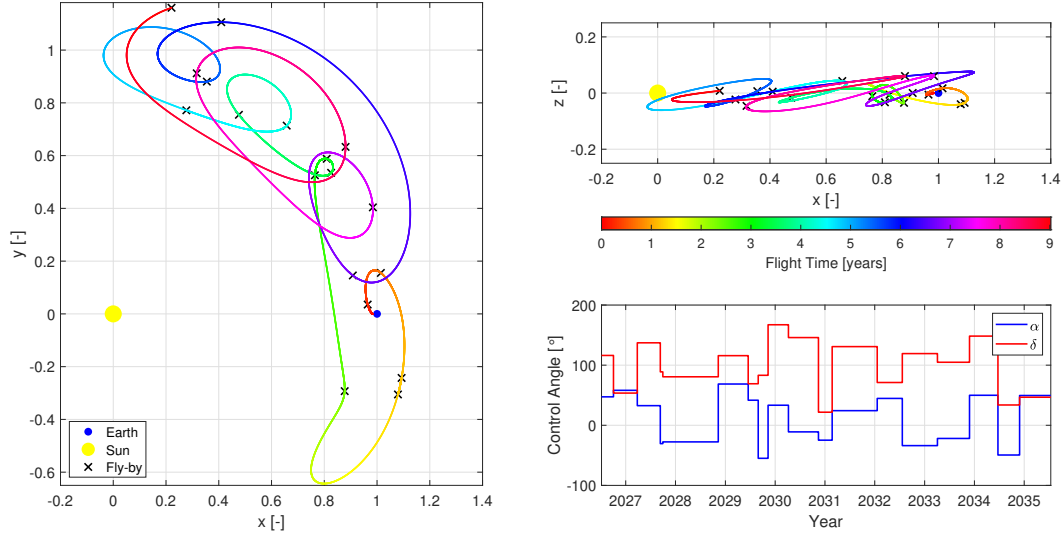 1
0.8
0.6
0.4
0.2
0
-0.2
-0.4
-0.6
y [-]
-0.2 0 0.2 0.4 0.6 0.8 1 1.2 1.4
x [-]
Earth
Sun
Fly-by
0.2
0
-0.2
z [-]
-0.2 0 0.2 0.4 0.6 0.8 1 1.2 1.4
x [-]
0 1 2 3 4 5 6 7 8 9
Flight Time [years]
200
100
0
-100
Control Angle [°]
α
δ
2027 2028 2029 2030 2031 2032 2033 2034 2035
Year